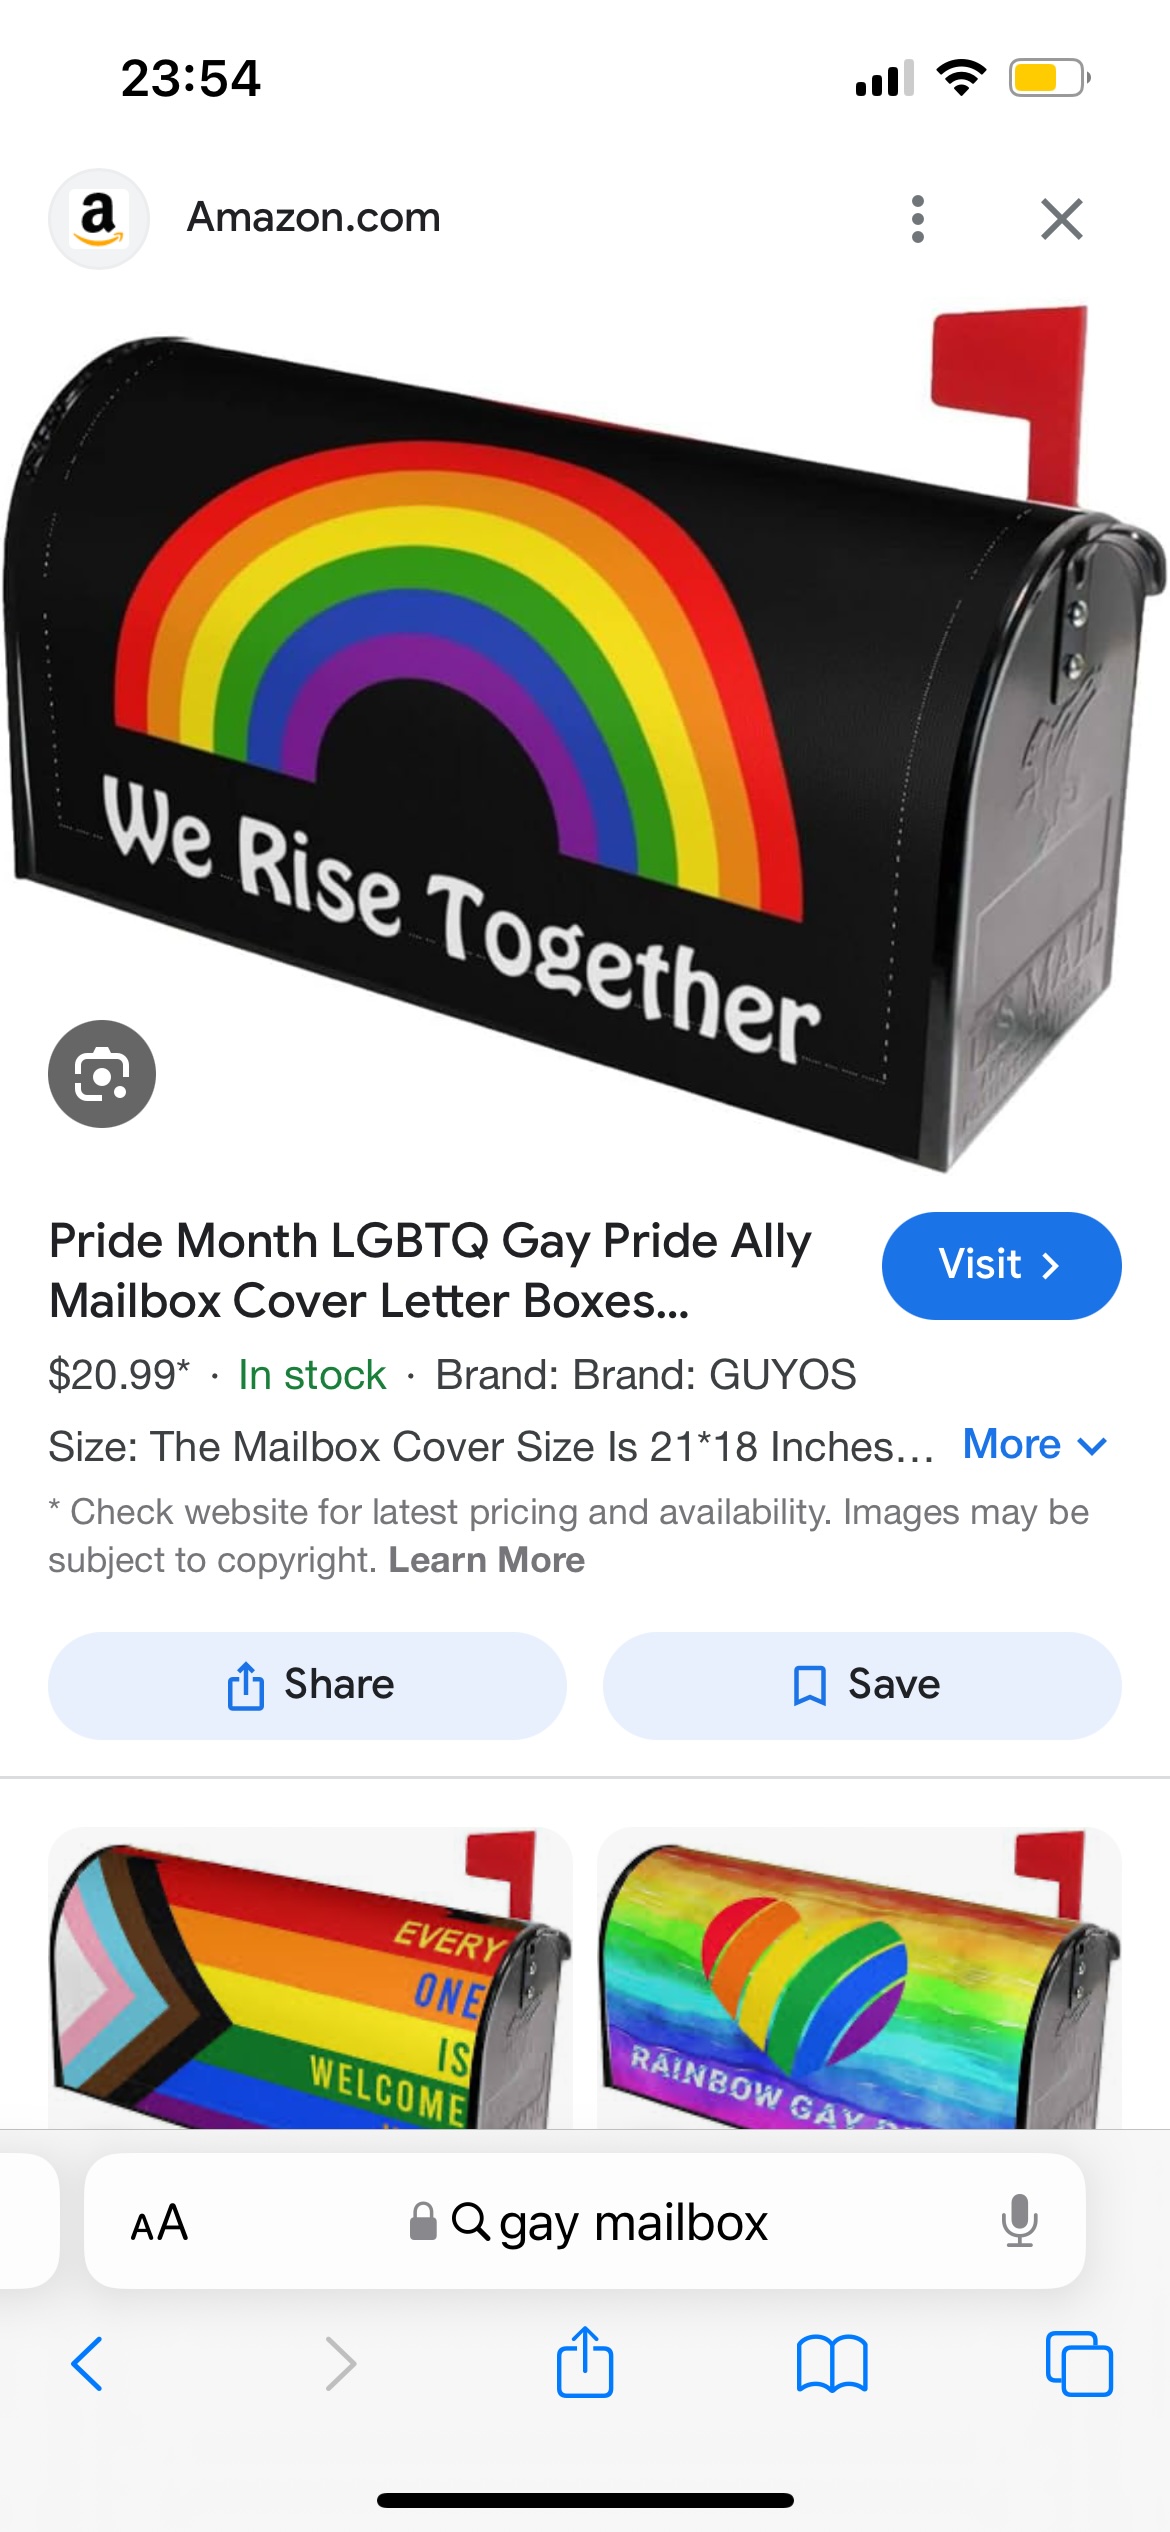 23:54
a
Amazon.com
We Rise Together
U.S. MAIL
Pride Month LGBTQ Gay Pride Ally
Mailbox Cover Letter Boxes...
Visit
$20.99* · In stock · Brand: Brand: GUYOS
Size: The Mailbox Cover Size Is 21*18 Inches...
More
* Check website for latest pricing and availability. Images may be
subject to copyright. Learn More
Share
Save
EVERY
ONE
IS
WELCOME
RAINBOW GAY
AA
gay mailbox